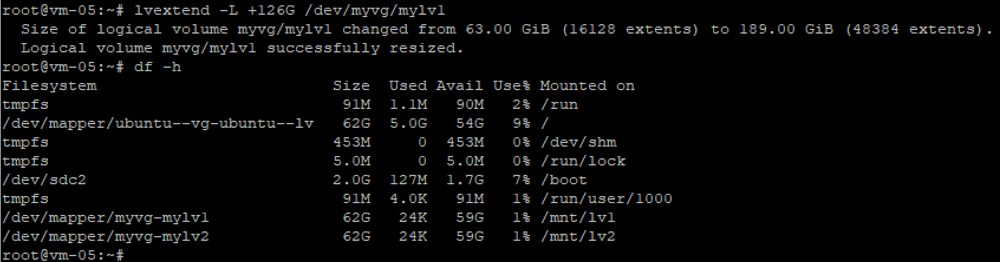 root@vm-05:~# lvextend -L +126G /dev/myvg/mylv1
  Size of logical volume myvg/mylv1 changed from 63.00 GiB (16128 extents) to 189.00 GiB (48384 extents).
  Logical volume myvg/mylv1 successfully resized.
root@vm-05:~# df -h
Filesystem                         Size  Used Avail Use% Mounted on
tmpfs                               91M  1.1M   90M   2% /run
/dev/mapper/ubuntu--vg-ubuntu--lv   62G  5.0G   54G   9% /
tmpfs                              453M     0  453M   0% /dev/shm
tmpfs                              5.0M     0  5.0M   0% /run/lock
/dev/sdc2                          2.0G  127M  1.7G   7% /boot
tmpfs                               91M  4.0K   91M   1% /run/user/1000
/dev/mapper/myvg-mylv1              62G   24K   59G   1% /mnt/lv1
/dev/mapper/myvg-mylv2              62G   24K   59G   1% /mnt/lv2
root@vm-05:~#